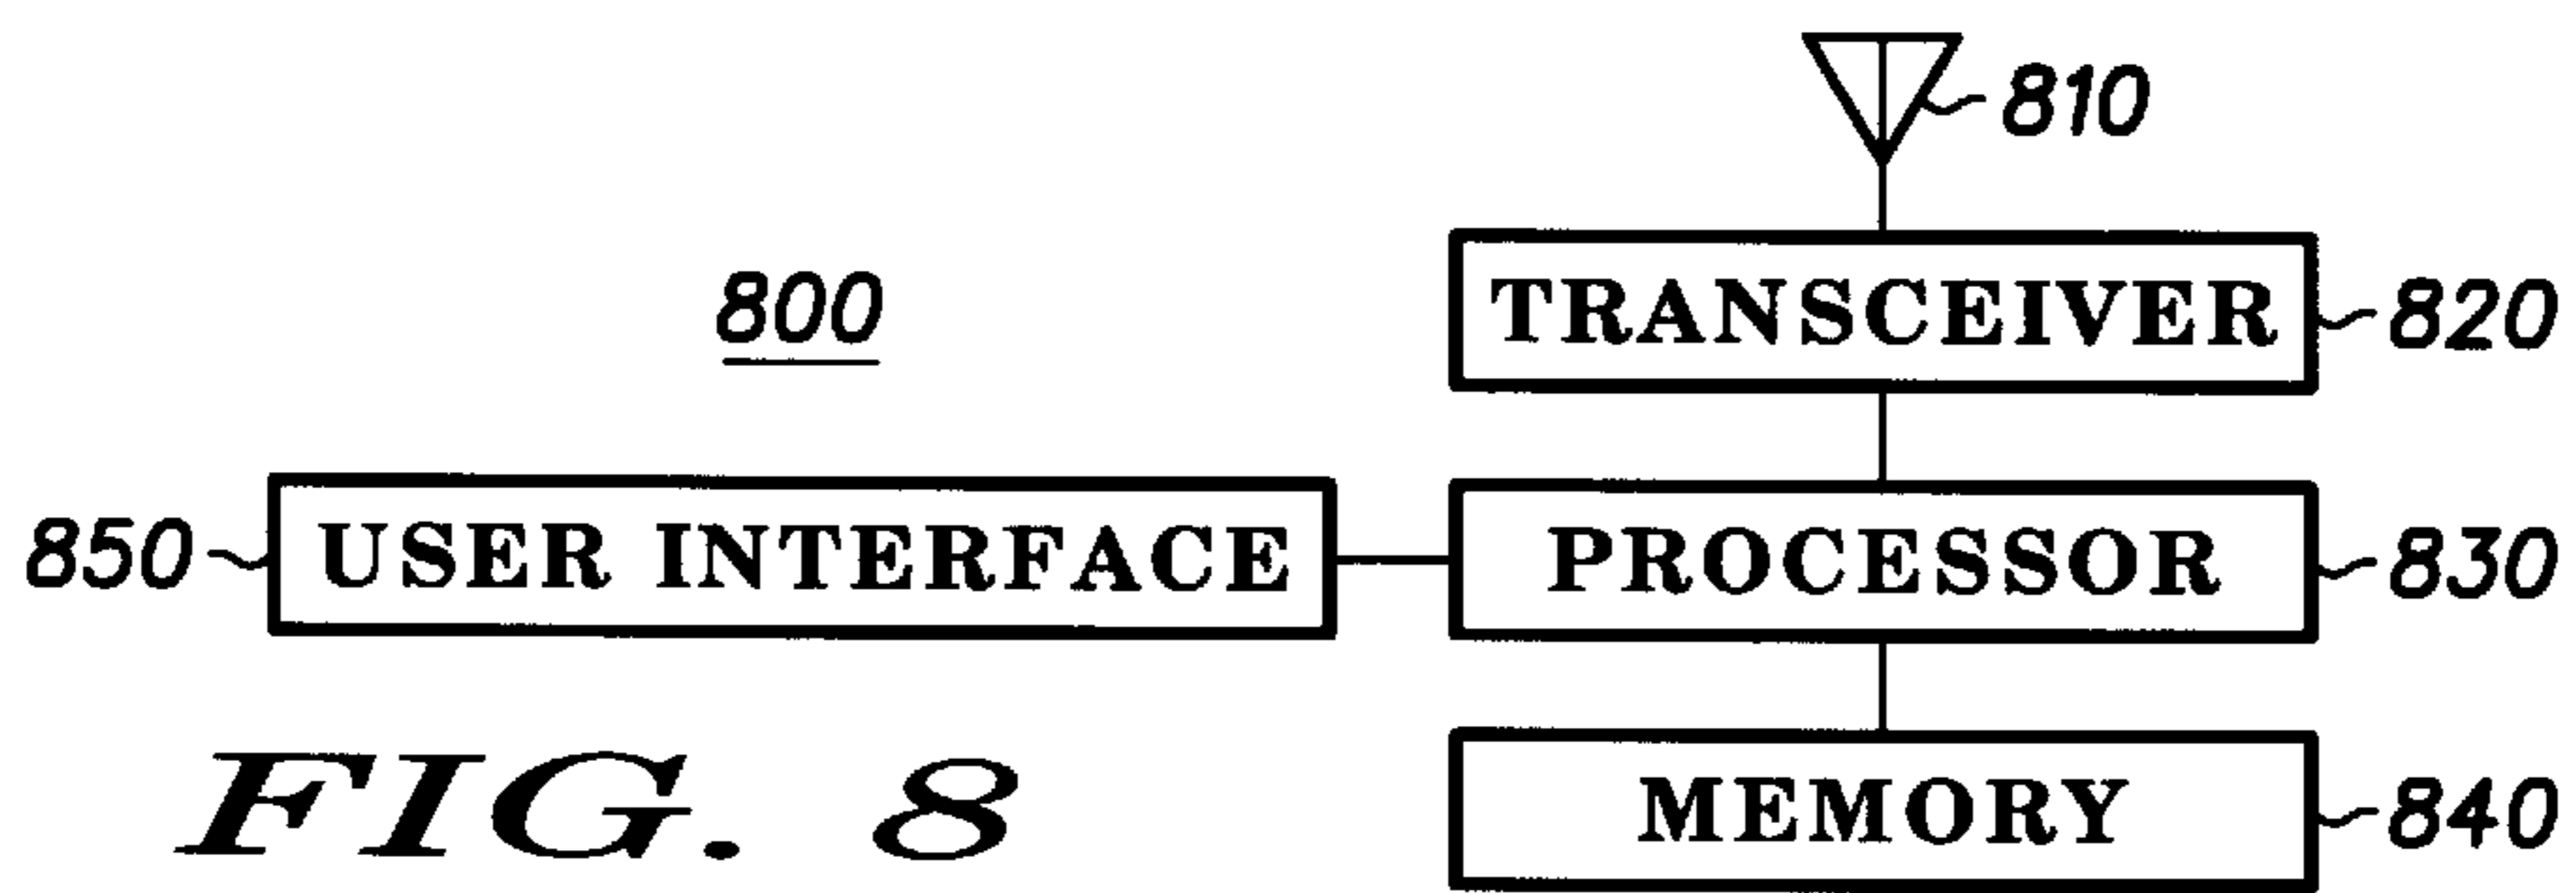 810
800
TRANSCEIVER 820
850 USER INTERFACE PROCESSOR 830
FIG. 8
MEMORY 840